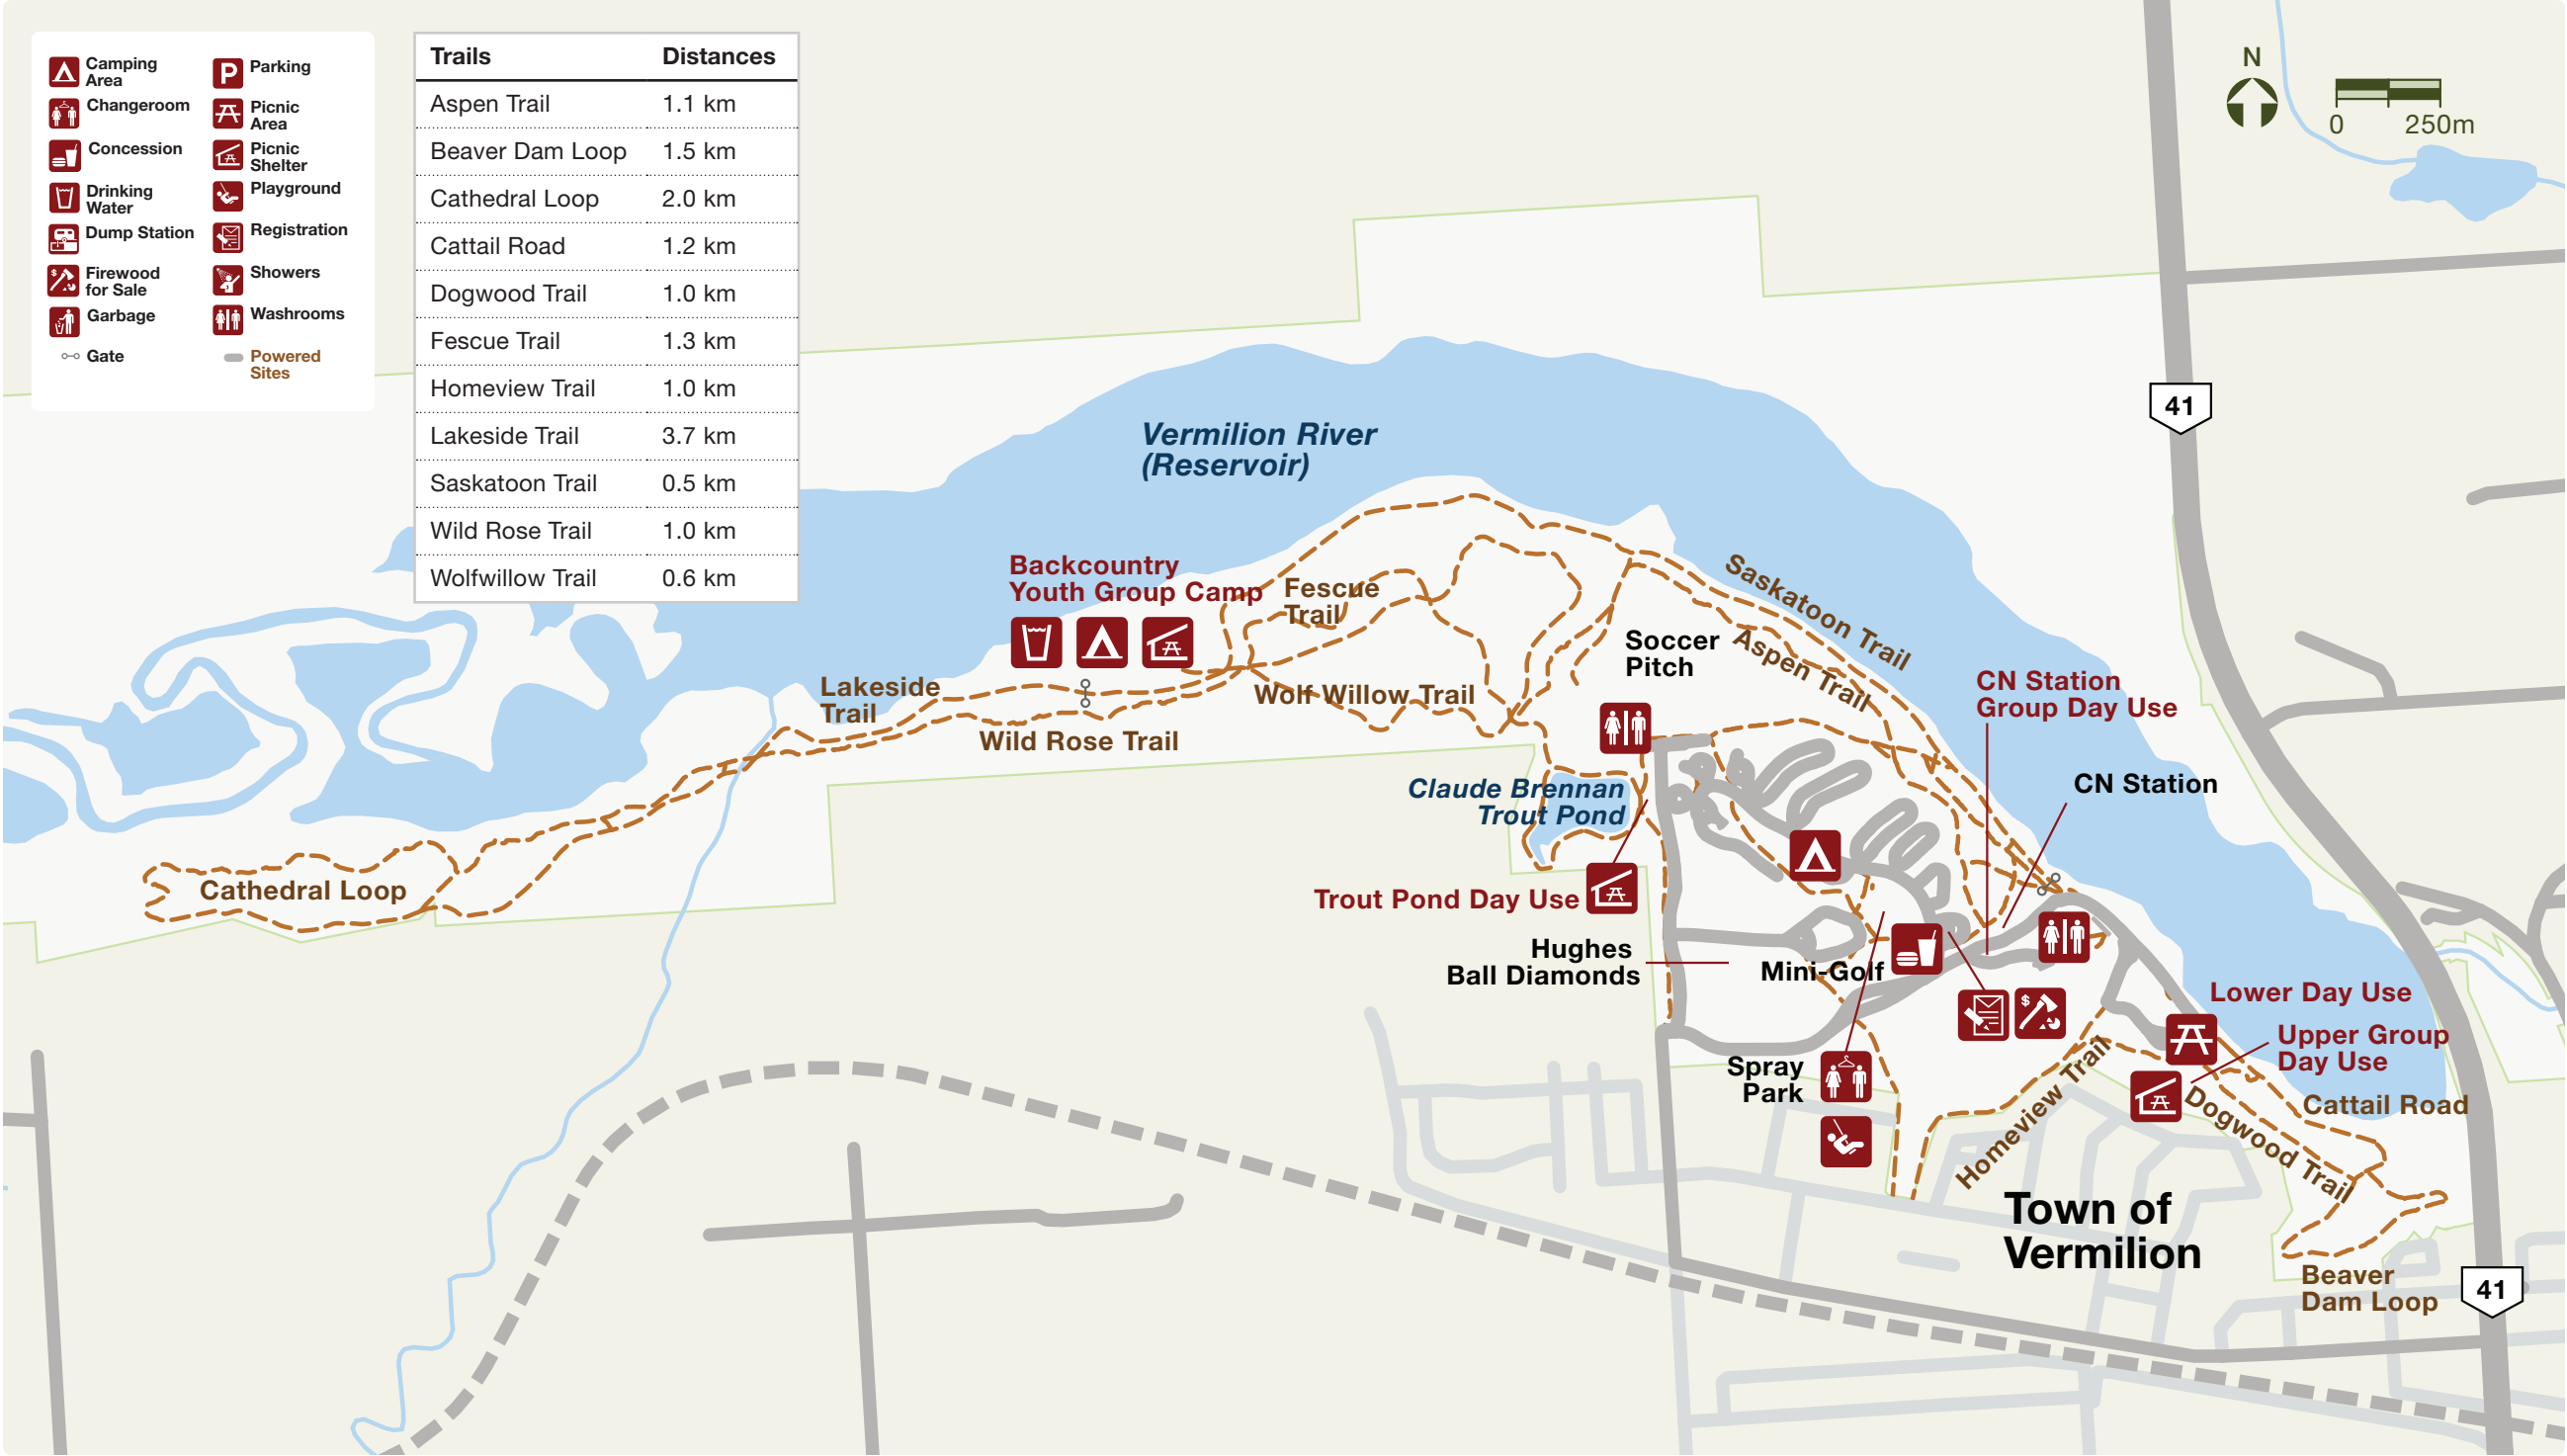 Camping
Area
Changeroom
Concession
Drinking
Water
Dump Station
Firewood
for Sale
Garbage
Gate
P
Parking
Picnic
Area
Picnic
Shelter
Playground
Registration
Showers
Washrooms
Powered
Sites
Trails Distances
Aspen Trail 1.1 km
Beaver Dam Loop 1.5 km
Cathedral Loop 2.0 km
Cattail Road 1.2 km
Dogwood Trail 1.0 km
Fescue Trail 1.3 km
Homeview Trail 1.0 km
Lakeside Trail 3.7 km
Saskatoon Trail 0.5 km
Wild Rose Trail 1.0 km
Wolfwillow Trail 0.6 km
N
0 250m
41
Vermilion River
(Reservoir)
Backcountry
Youth Group Camp
Fescue
Trail
Saskatoon Trail
Aspen Trail
Soccer
Pitch
Lakeside
Trail
Wolf Willow Trail
Wild Rose Trail
CN Station
Group Day Use
CN Station
Claude Brennan
Trout Pond
Cathedral Loop
Trout Pond Day Use
Hughes
Ball Diamonds
Mini-Golf
$
Lower Day Use
Upper Group
Day Use
Spray
Park
Homeview Trail
Dogwood Trail
Cattail Road
Town of
Vermilion
Beaver
Dam Loop
41